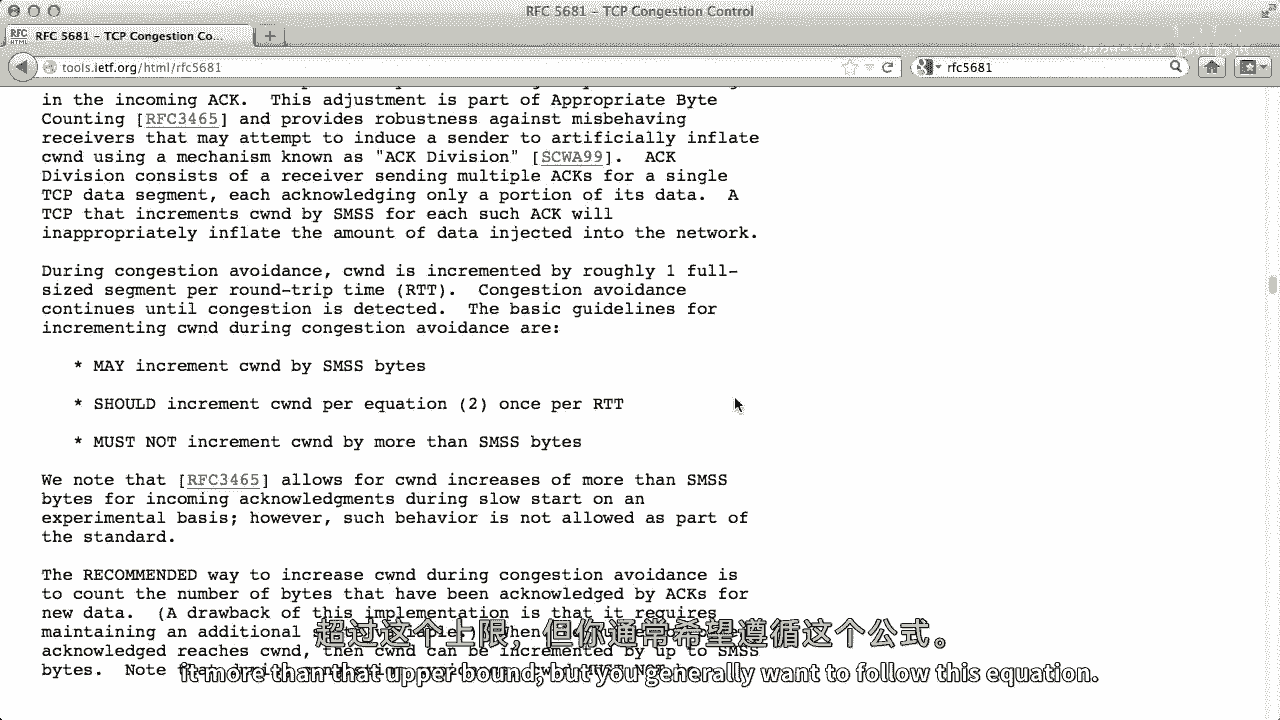 RFC 5681 – TCP Congestion Control
RFC
HTML
RFC 5681 – TCP Congestion Co...
tools.ietf.org/html/rfc5681
rfc5681
in the incoming ACK. This adjustment is part of Appropriate Byte
Counting [RFC3465] and provides robustness against misbehaving
receivers that may attempt to induce a sender to artificially inflate
cwnd using a mechanism known as "ACK Division" [SCWA99]. ACK
Division consists of a receiver sending multiple ACKs for a single
TCP data segment, each acknowledging only a portion of its data. A
TCP that increments cwnd by SMSS for each such ACK will
inappropriately inflate the amount of data injected into the network.
During congestion avoidance, cwnd is incremented by roughly 1 full-
sized segment per round-trip time (RTT). Congestion avoidance
continues until congestion is detected. The basic guidelines for
incrementing cwnd during congestion avoidance are:
* MAY increment cwnd by SMSS bytes
* SHOULD increment cwnd per equation (2) once per RTT
* MUST NOT increment cwnd by more than SMSS bytes
We note that [RFC3465] allows for cwnd increases of more than SMSS
bytes for incoming acknowledgments during slow start on an
experimental basis; however, such behavior is not allowed as part of
the standard.
The RECOMMENDED way to increase cwnd during congestion avoidance is
to count the number of bytes that have been acknowledged by ACKs for
new data. (A drawback of this implementation is that it requires
maintaining an additional
acknowledged reaches cwnd, then cwnd can be incremented by up to SMSS
bytes. Note
超过这个上限，但你通常希望遵循这个公式。
it more than that upper bound, but you generally want to follow this equation.